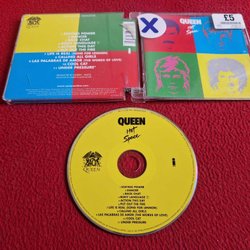 STAYING POWER
DANCER
BACK CHAT
BODY LANGUAGE
ACTION THIS DAY
PUT OUT THE FIRE
LIFE IS REAL (SONG FOR LENNON)
CALLING ALL GIRLS
LAS PALABRAS DE AMOR (THE WORDS OF LOVE)
COOL CAT
UNDER PRESSURE
QUEEN
X
QUEEN
Hot
Space
£5
QUEEN
Hot
Space
QUEEN
STAYING POWER
DANCER
BACK CHAT
BODY LANGUAGE
ACTION THIS DAY
PUT OUT THE FIRE
LIFE IS REAL (SONG FOR LENNON)
CALLING ALL GIRLS
LAS PALABRAS DE AMOR (THE WORDS OF LOVE)
COOL CAT
UNDER PRESSURE